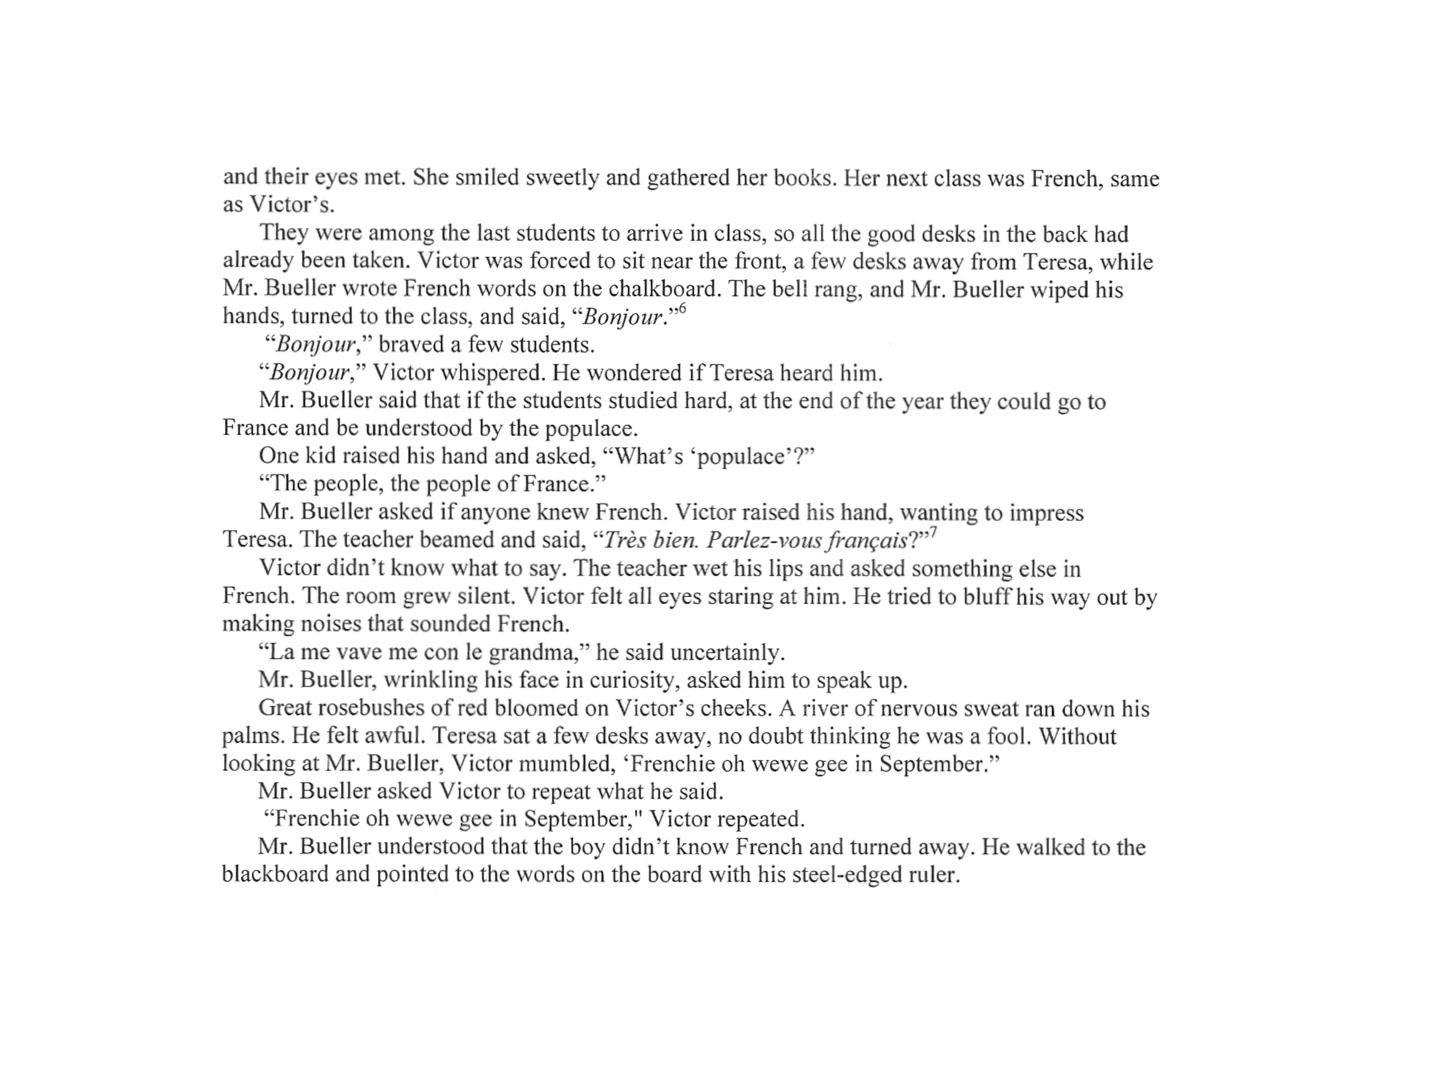 and their eyes met. She smiled sweetly and gathered her books. Her next class was French, same
as Victor’s.
They were among the last students to arrive in class, so all the good desks in the back had
already been taken. Victor was forced to sit near the front, a few desks away from Teresa, while
Mr. Bueller wrote French words on the chalkboard. The bell rang, and Mr. Bueller wiped his
hands, turned to the class, and said, “Bonjour.”⁶
“Bonjour,” braved a few students.
“Bonjour,” Victor whispered. He wondered if Teresa heard him.
Mr. Bueller said that if the students studied hard, at the end of the year they could go to
France and be understood by the populace.
One kid raised his hand and asked, “What’s ‘populace’?”
“The people, the people of France.”
Mr. Bueller asked if anyone knew French. Victor raised his hand, wanting to impress
Teresa. The teacher beamed and said, “Très bien. Parlez-vous français?”⁷
Victor didn’t know what to say. The teacher wet his lips and asked something else in
French. The room grew silent. Victor felt all eyes staring at him. He tried to bluff his way out by
making noises that sounded French.
“La me vave me con le grandma,” he said uncertainly.
Mr. Bueller, wrinkling his face in curiosity, asked him to speak up.
Great rosebushes of red bloomed on Victor’s cheeks. A river of nervous sweat ran down his
palms. He felt awful. Teresa sat a few desks away, no doubt thinking he was a fool. Without
looking at Mr. Bueller, Victor mumbled, ‘Frenchie oh wewe gee in September.”
Mr. Bueller asked Victor to repeat what he said.
“Frenchie oh wewe gee in September," Victor repeated.
Mr. Bueller understood that the boy didn’t know French and turned away. He walked to the
blackboard and pointed to the words on the board with his steel-edged ruler.